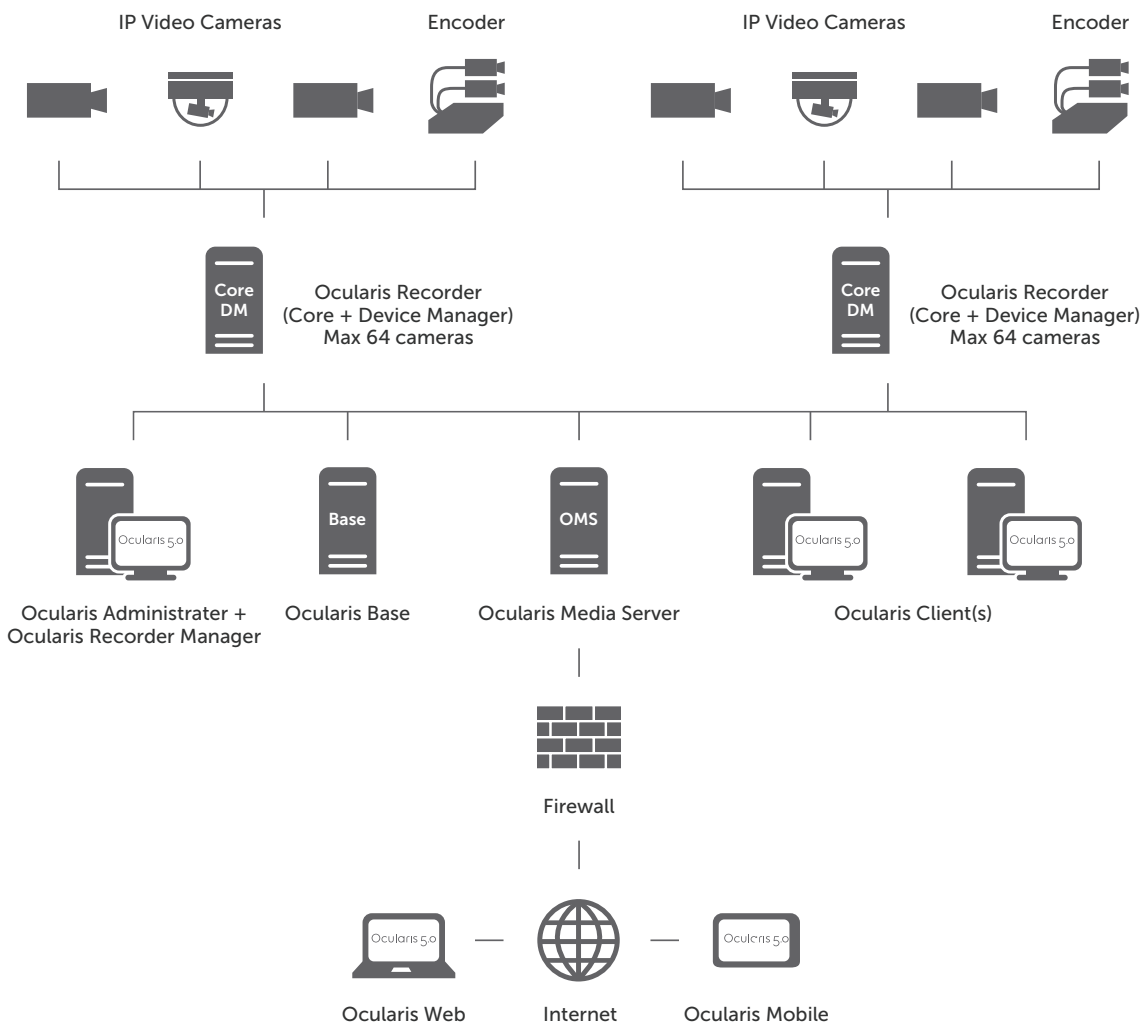 IP Video Cameras
Encoder
IP Video Cameras
Encoder
Core
DM
Ocularis Recorder
(Core + Device Manager)
Max 64 cameras
Core
DM
Ocularis Recorder
(Core + Device Manager)
Max 64 cameras
Ocularis 5.0
Base
OMS
Ocularis 5.0
Ocularis 5.0
Ocularis Administrater +
Ocularis Recorder Manager
Ocularis Base
Ocularis Media Server
Ocularis Client(s)
Firewall
Ocularis 5.0
Ocularis 5.0
Ocularis Web
Internet
Ocularis Mobile